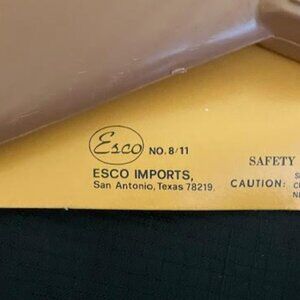 Esco NO. 8/11
ESCO IMPORTS,
San Antonio, Texas 78219.
SAFETY
CAUTION: